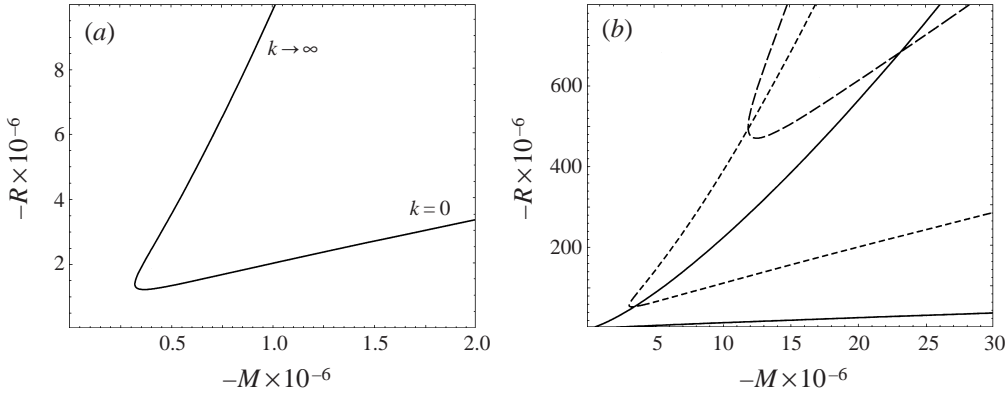 (a)
k → ∞
k = 0
8
6
4
2
0.5 1.0 1.5 2.0
–R × 10⁻⁶
–M × 10⁻⁶
(b)
600
400
200
5 10 15 20 25 30
–R × 10⁻⁶
–M × 10⁻⁶